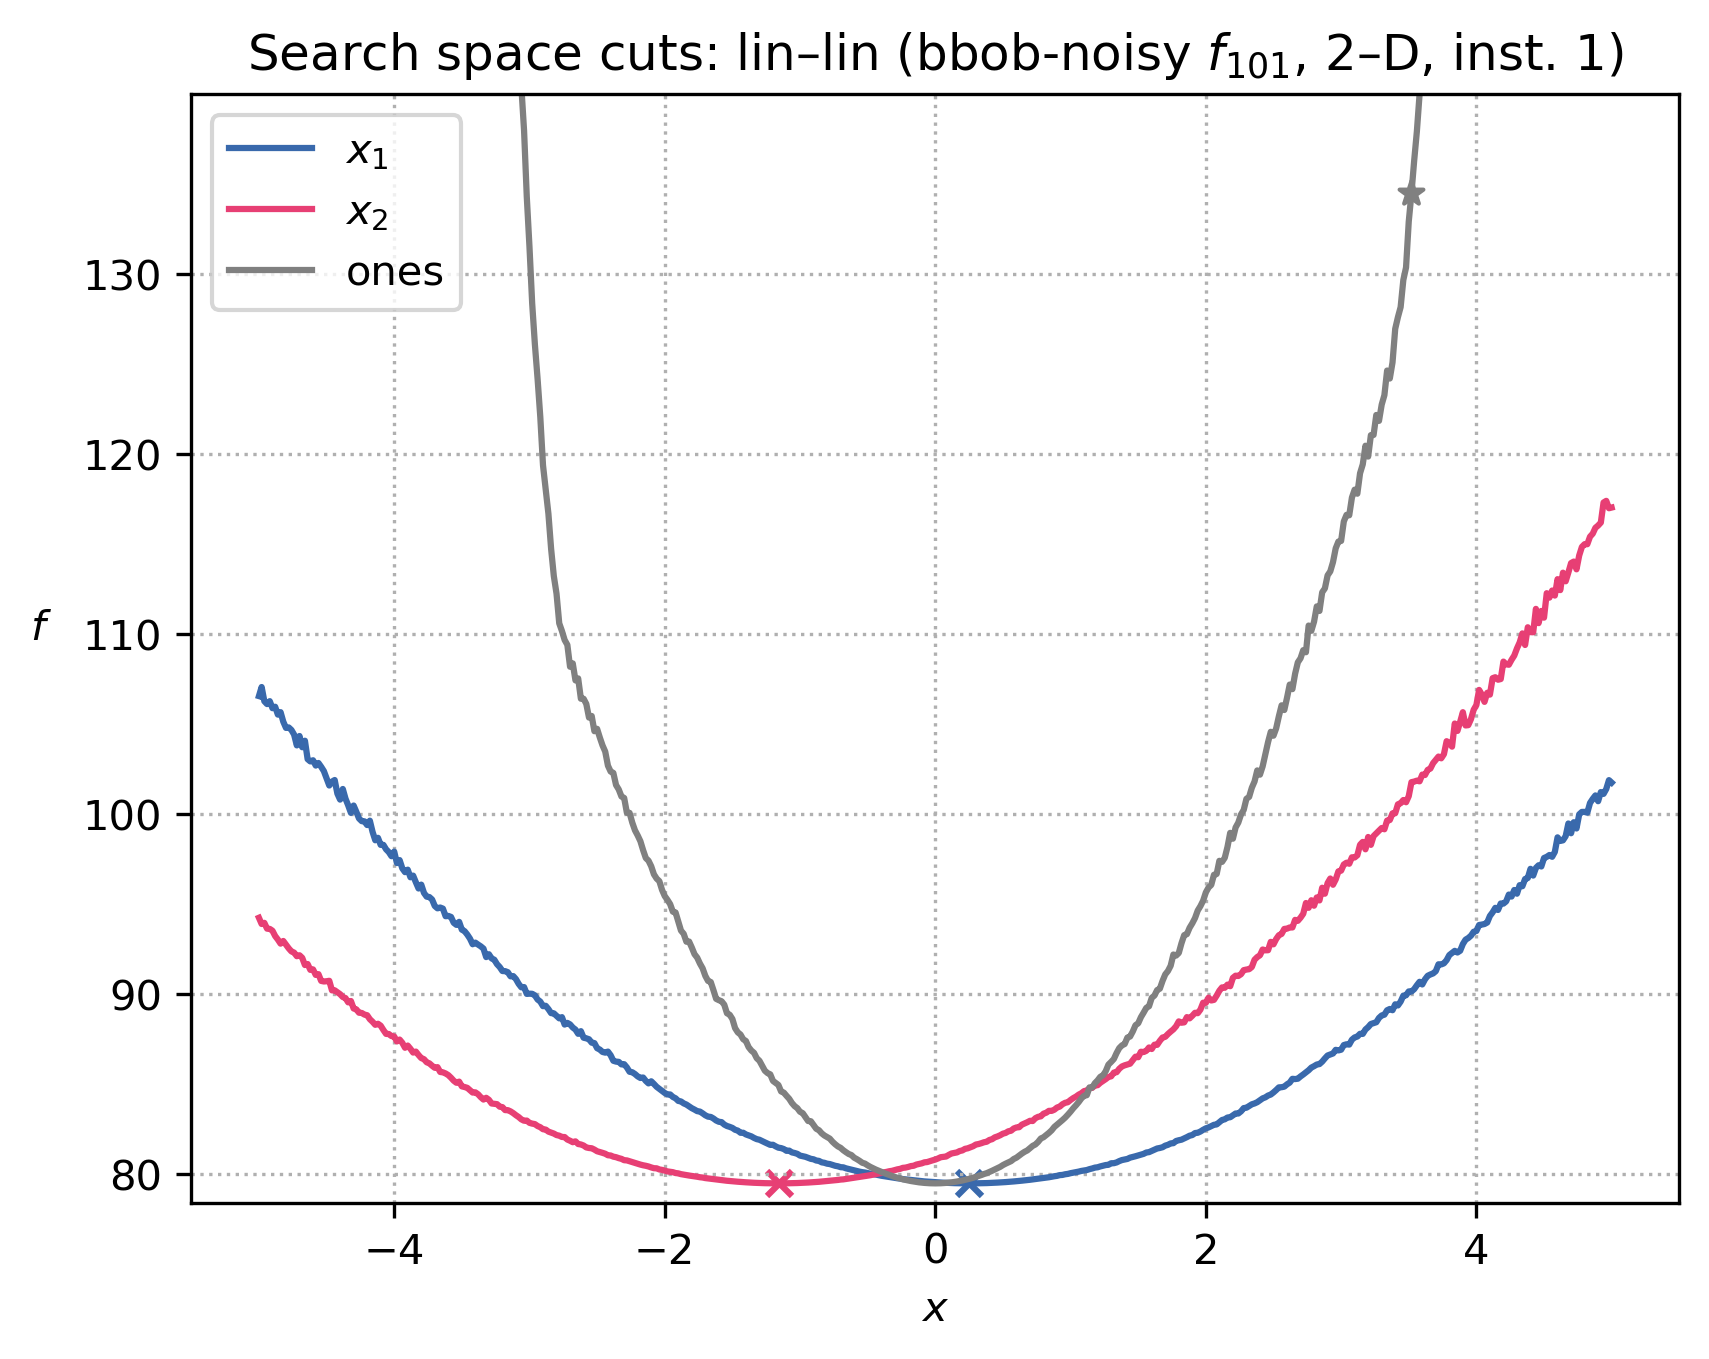 Search space cuts: lin–lin (bbob-noisy f₁₀₁, 2–D, inst. 1)
x₁
x₂
ones
130
120
110
100
90
80
f
−4
−2
0
2
4
x